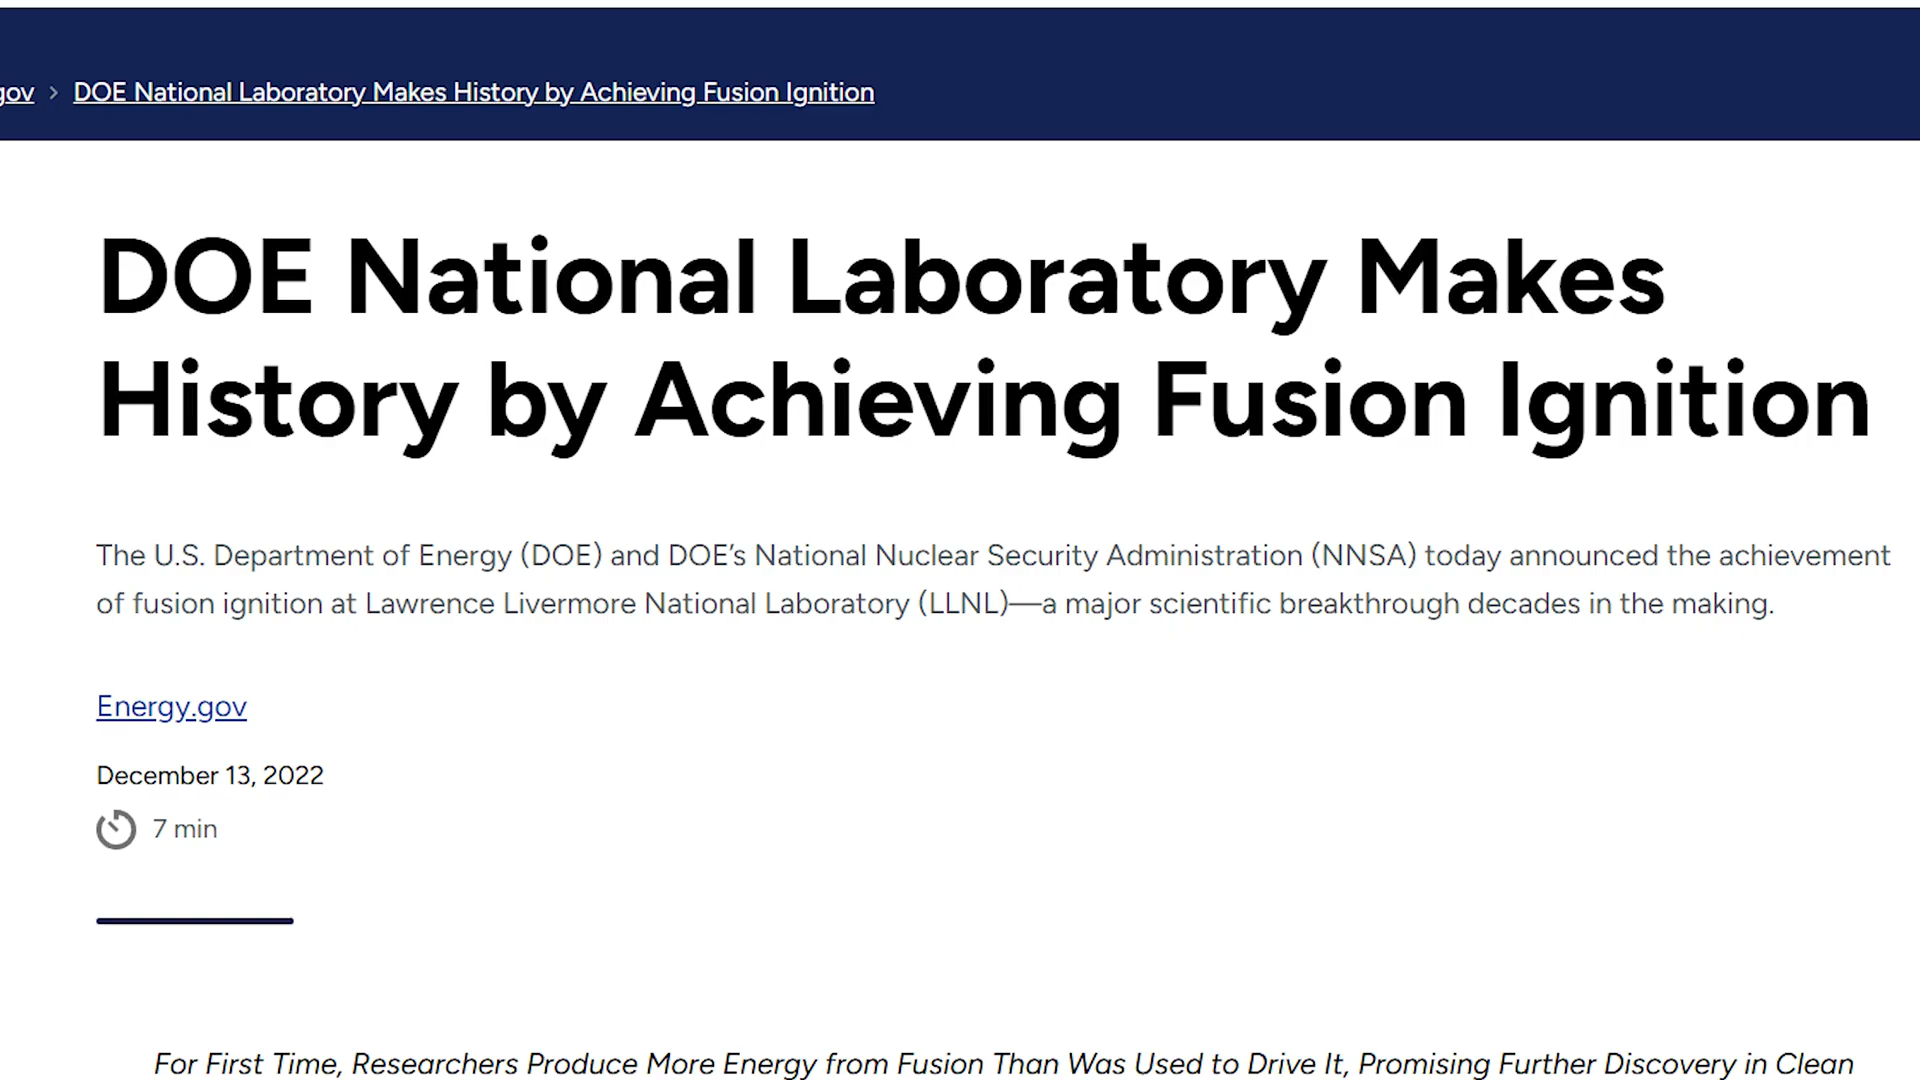 gov > DOE National Laboratory Makes History by Achieving Fusion Ignition
DOE National Laboratory Makes
History by Achieving Fusion Ignition
The U.S. Department of Energy (DOE) and DOE’s National Nuclear Security Administration (NNSA) today announced the achievement
of fusion ignition at Lawrence Livermore National Laboratory (LLNL)—a major scientific breakthrough decades in the making.
Energy.gov
December 13, 2022
7 min
For First Time, Researchers Produce More Energy from Fusion Than Was Used to Drive It, Promising Further Discovery in Clean